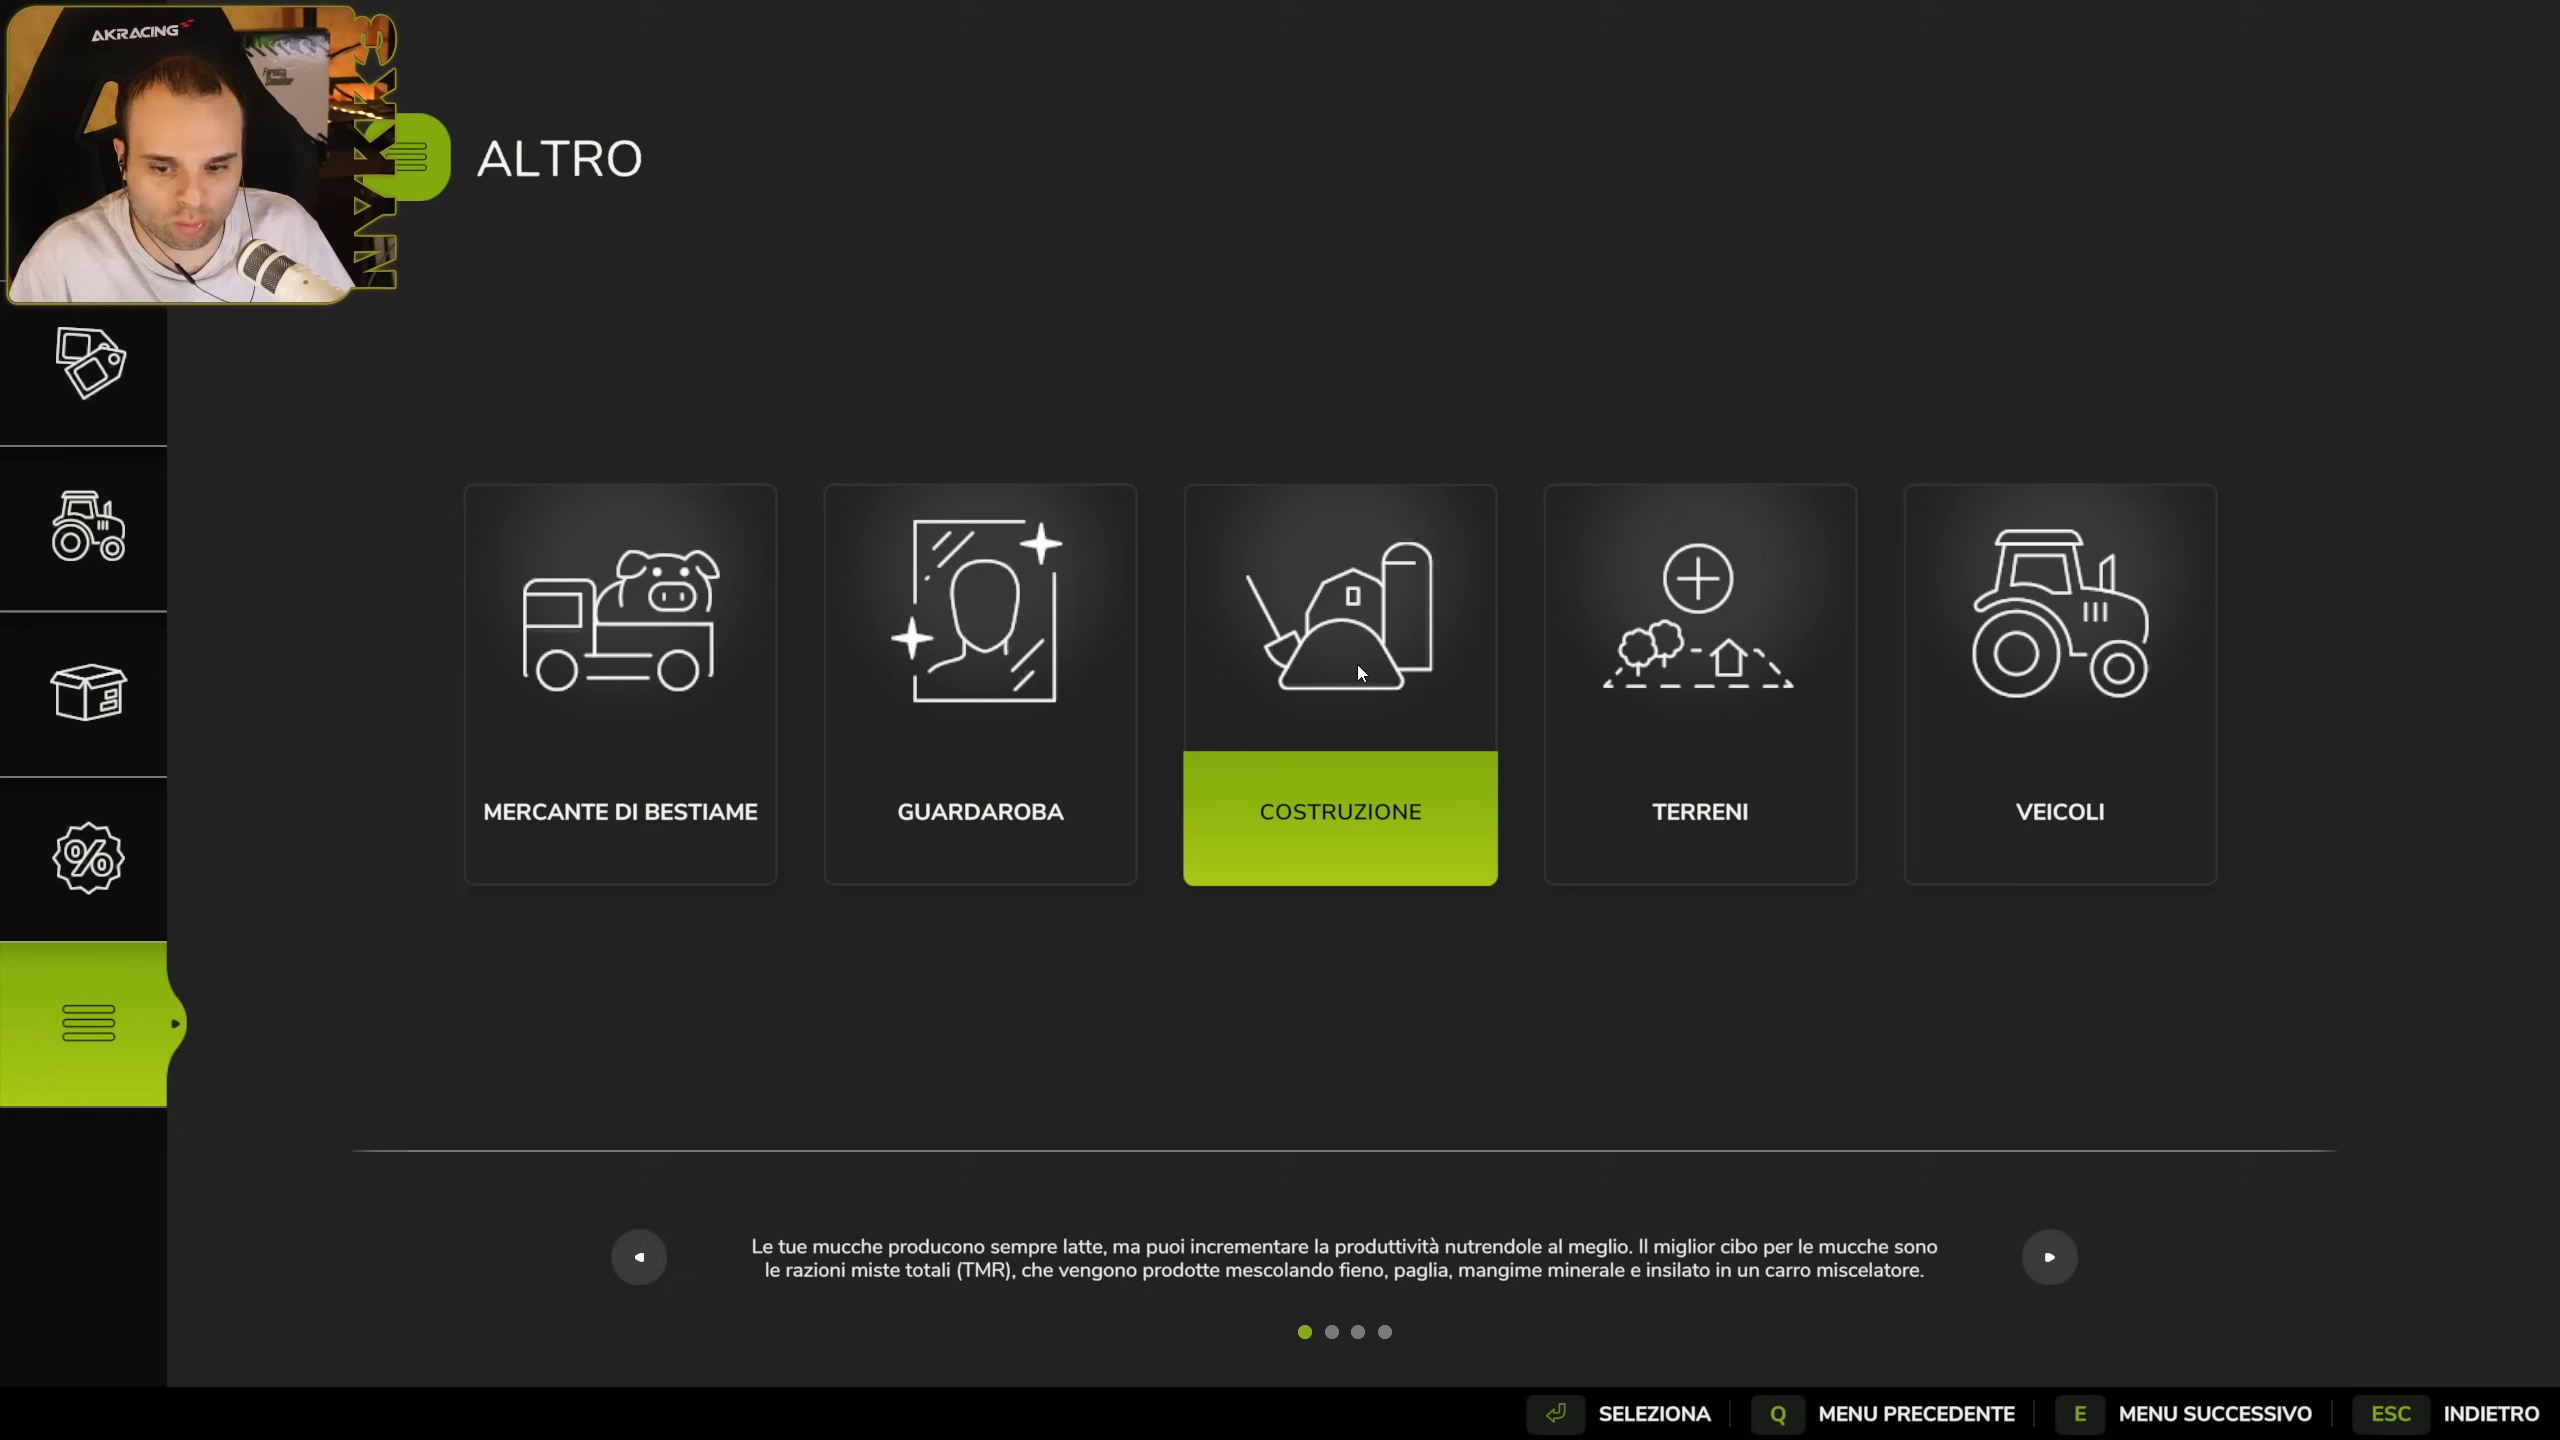 AKRACING
NYKK3
ALTRO
MERCANTE DI BESTIAME
GUARDAROBA
COSTRUZIONE
TERRENI
VEICOLI
Le tue mucche producono sempre latte, ma puoi incrementare la produttività nutrendole al meglio. Il miglior cibo per le mucche sono
le razioni miste totali (TMR), che vengono prodotte mescolando fieno, paglia, mangime minerale e insilato in un carro miscelatore.
SELEZIONA
Q MENU PRECEDENTE
E MENU SUCCESSIVO
ESC INDIETRO